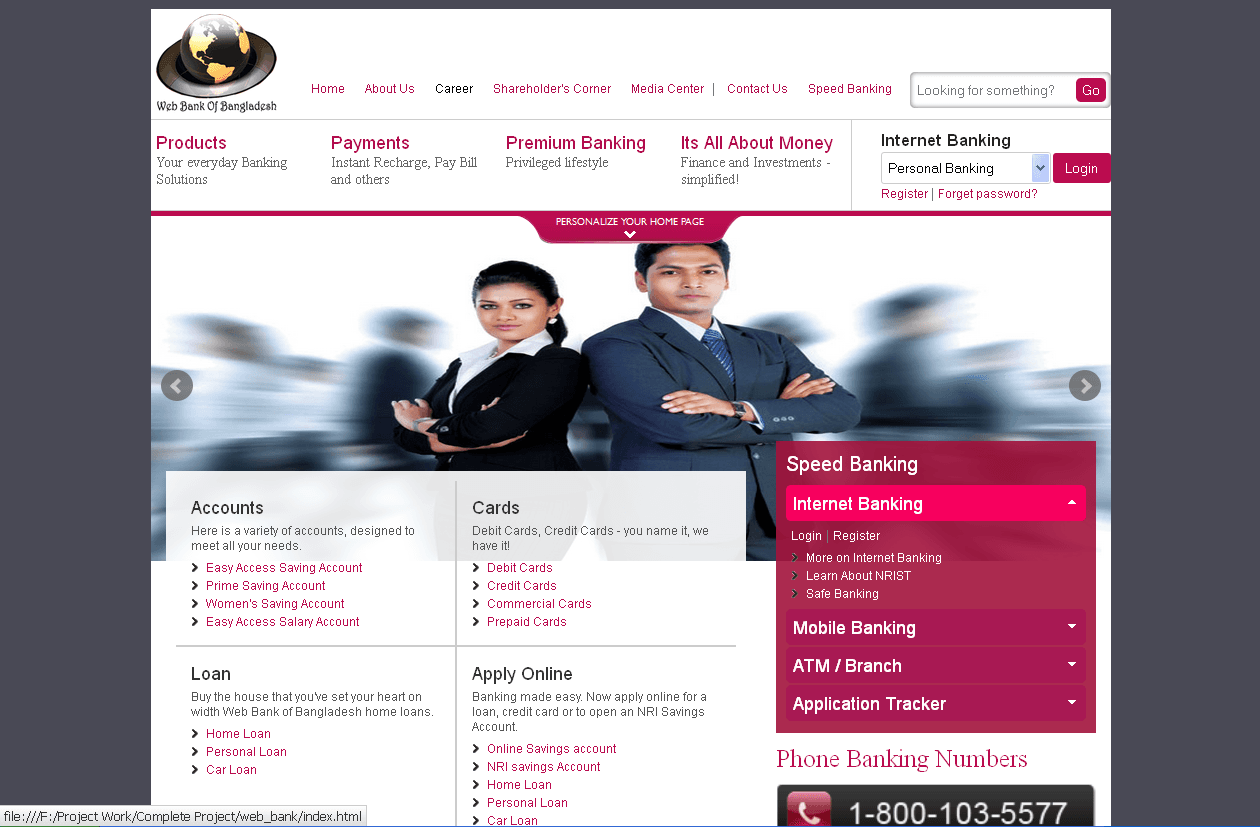 Web Bank Of Bangladesh
Home About Us Career Shareholder's Corner Media Center | Contact Us Speed Banking
Looking for something? Go
Products
Your everyday Banking
Solutions
Payments
Instant Recharge, Pay Bill
and others
Premium Banking
Privileged lifestyle
Its All About Money
Finance and Investments -
simplified!
Internet Banking
Personal Banking Login
Register | Forget password?
PERSONALIZE YOUR HOME PAGE
Accounts
Here is a variety of accounts, designed to
meet all your needs.
Easy Access Saving Account
Prime Saving Account
Women's Saving Account
Easy Access Salary Account
Cards
Debit Cards, Credit Cards - you name it, we
have it!
Debit Cards
Credit Cards
Commercial Cards
Prepaid Cards
Loan
Buy the house that you've set your heart on
width Web Bank of Bangladesh home loans.
Home Loan
Personal Loan
Car Loan
Apply Online
Banking made easy. Now apply online for a
loan, credit card or to open an NRI Savings
Account.
Online Savings account
NRI savings Account
Home Loan
Personal Loan
Car Loan
Speed Banking
Internet Banking
Login | Register
More on Internet Banking
Learn About NRIST
Safe Banking
Mobile Banking
ATM / Branch
Application Tracker
Phone Banking Numbers
1-800-103-5577
file:///F:/Project Work/Complete Project/web_bank/index.html